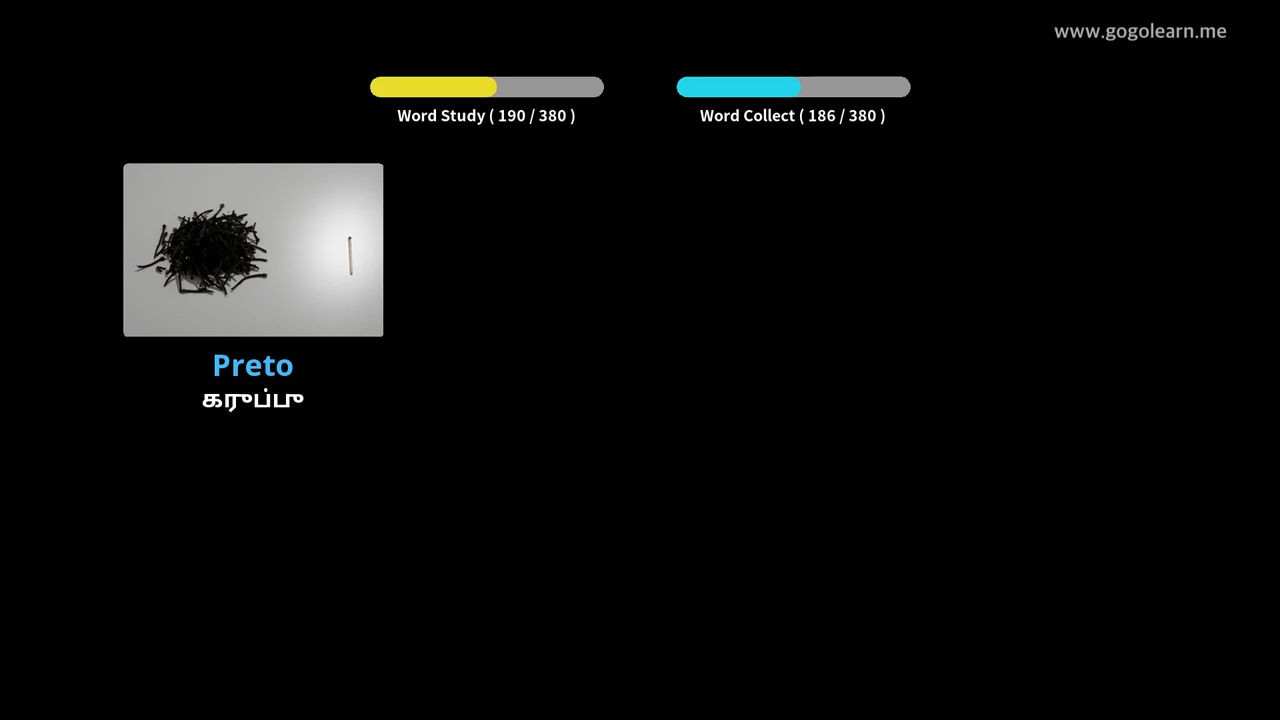 www.gogolearn.me
Word Study ( 190 / 380 )
Word Collect ( 186 / 380 )
Preto
கருப்பு